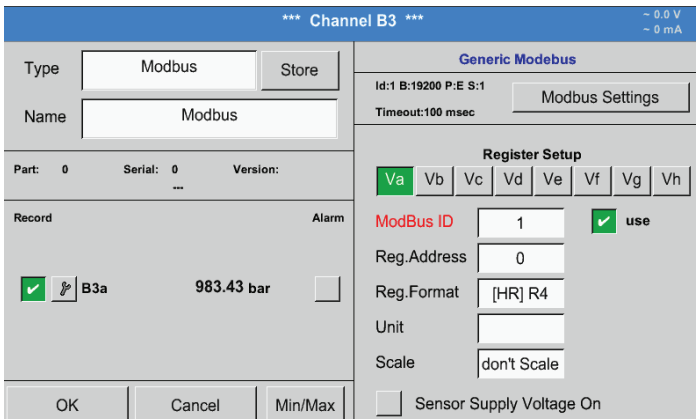 *** Channel B3 ***
~ 0.0 V
~ 0 mA
Type Modbus Store
Name Modbus
Part: 0 Serial: 0 Version:
---
Record Alarm
B3a 983.43 bar
OK Cancel Min/Max
Generic Modebus
Id:1 B:19200 P:E S:1
Timeout:100 msec
Modbus Settings
Register Setup
Va Vb Vc Vd Ve Vf Vg Vh
ModBus ID 1 use
Reg.Address 0
Reg.Format [HR] R4
Unit
Scale don't Scale
Sensor Supply Voltage On